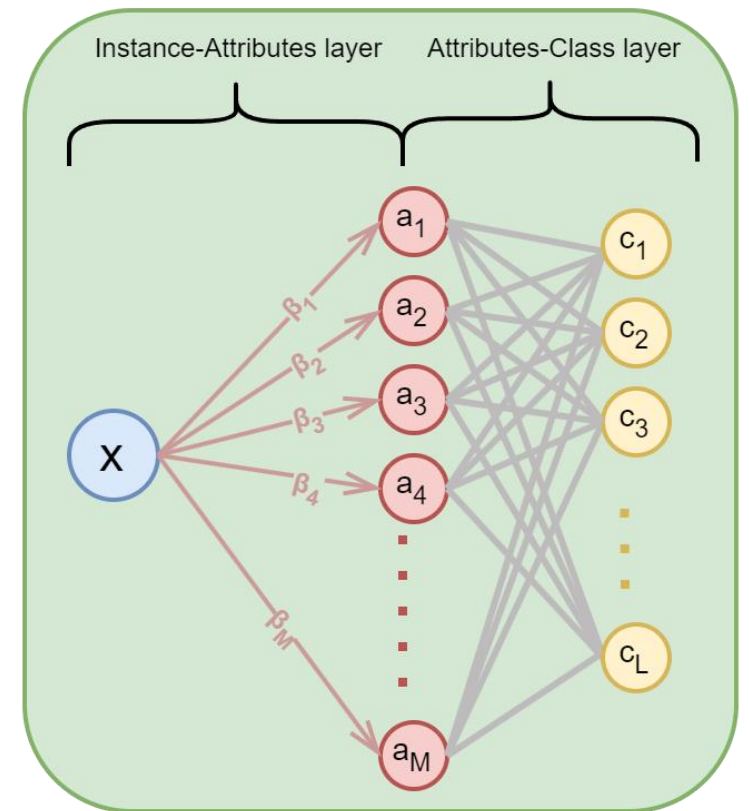 Instance-Attributes layer
Attributes-Class layer
a1
c1
β1
a2
c2
β2
a3
c3
β3
X
a4
β4
βM
cL
aM